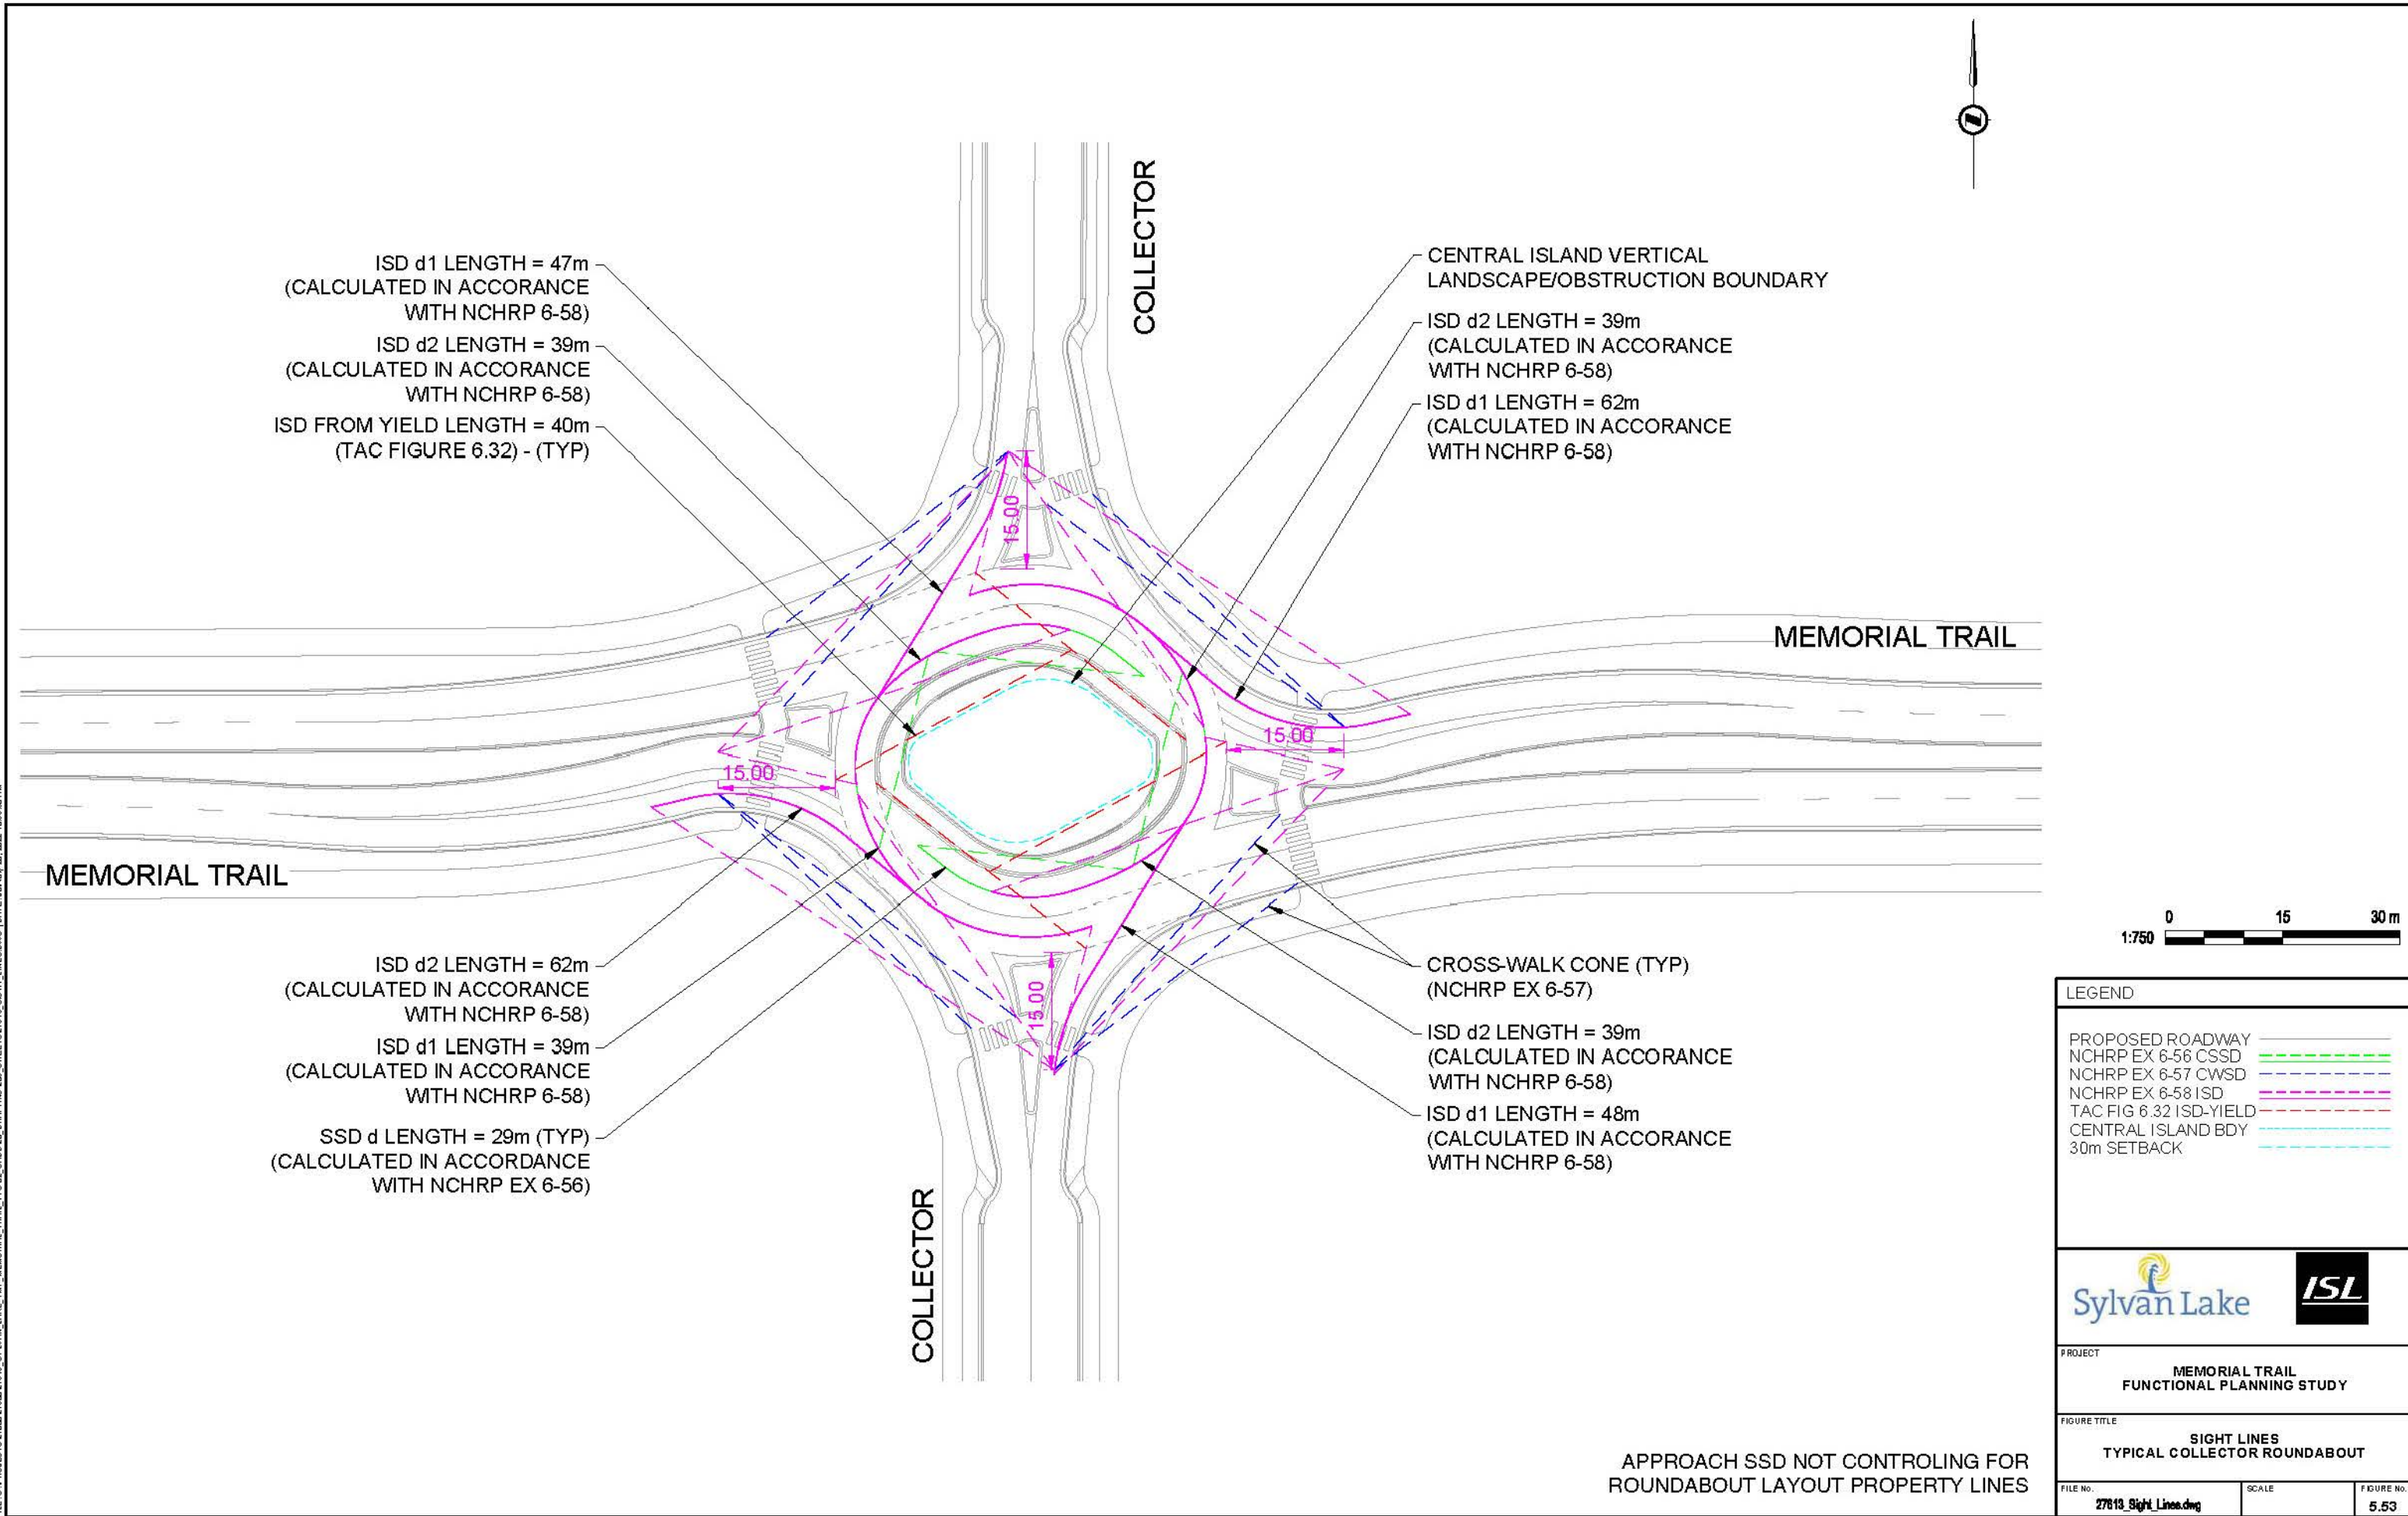 COLLECTOR
ISD d1 LENGTH = 47m
(CALCULATED IN ACCORANCE
WITH NCHRP 6-58)
ISD d2 LENGTH = 39m
(CALCULATED IN ACCORANCE
WITH NCHRP 6-58)
ISD FROM YIELD LENGTH = 40m
(TAC FIGURE 6.32) - (TYP)
CENTRAL ISLAND VERTICAL
LANDSCAPE/OBSTRUCTION BOUNDARY
ISD d2 LENGTH = 39m
(CALCULATED IN ACCORANCE
WITH NCHRP 6-58)
ISD d1 LENGTH = 62m
(CALCULATED IN ACCORANCE
WITH NCHRP 6-58)
15.00
MEMORIAL TRAIL
15.00
15.00
MEMORIAL TRAIL
15.00
ISD d2 LENGTH = 62m
(CALCULATED IN ACCORANCE
WITH NCHRP 6-58)
ISD d1 LENGTH = 39m
(CALCULATED IN ACCORANCE
WITH NCHRP 6-58)
SSD d LENGTH = 29m (TYP)
(CALCULATED IN ACCORDANCE
WITH NCHRP EX 6-56)
CROSS-WALK CONE (TYP)
(NCHRP EX 6-57)
ISD d2 LENGTH = 39m
(CALCULATED IN ACCORANCE
WITH NCHRP 6-58)
ISD d1 LENGTH = 48m
(CALCULATED IN ACCORANCE
WITH NCHRP 6-58)
COLLECTOR
APPROACH SSD NOT CONTROLING FOR
ROUNDABOUT LAYOUT PROPERTY LINES
0 15 30 m
1:750
LEGEND
PROPOSED ROADWAY
NCHRP EX 6-56 CSSD
NCHRP EX 6-57 CWSD
NCHRP EX 6-58 ISD
TAC FIG 6.32 ISD-YIELD
CENTRAL ISLAND BDY
30m SETBACK
Sylvan Lake
ISL
PROJECT
MEMORIAL TRAIL
FUNCTIONAL PLANNING STUDY
FIGURE TITLE
SIGHT LINES
TYPICAL COLLECTOR ROUNDABOUT
FILE No.
27613_Sight_Lines.dwg
SCALE
FIGURE No.
5.53